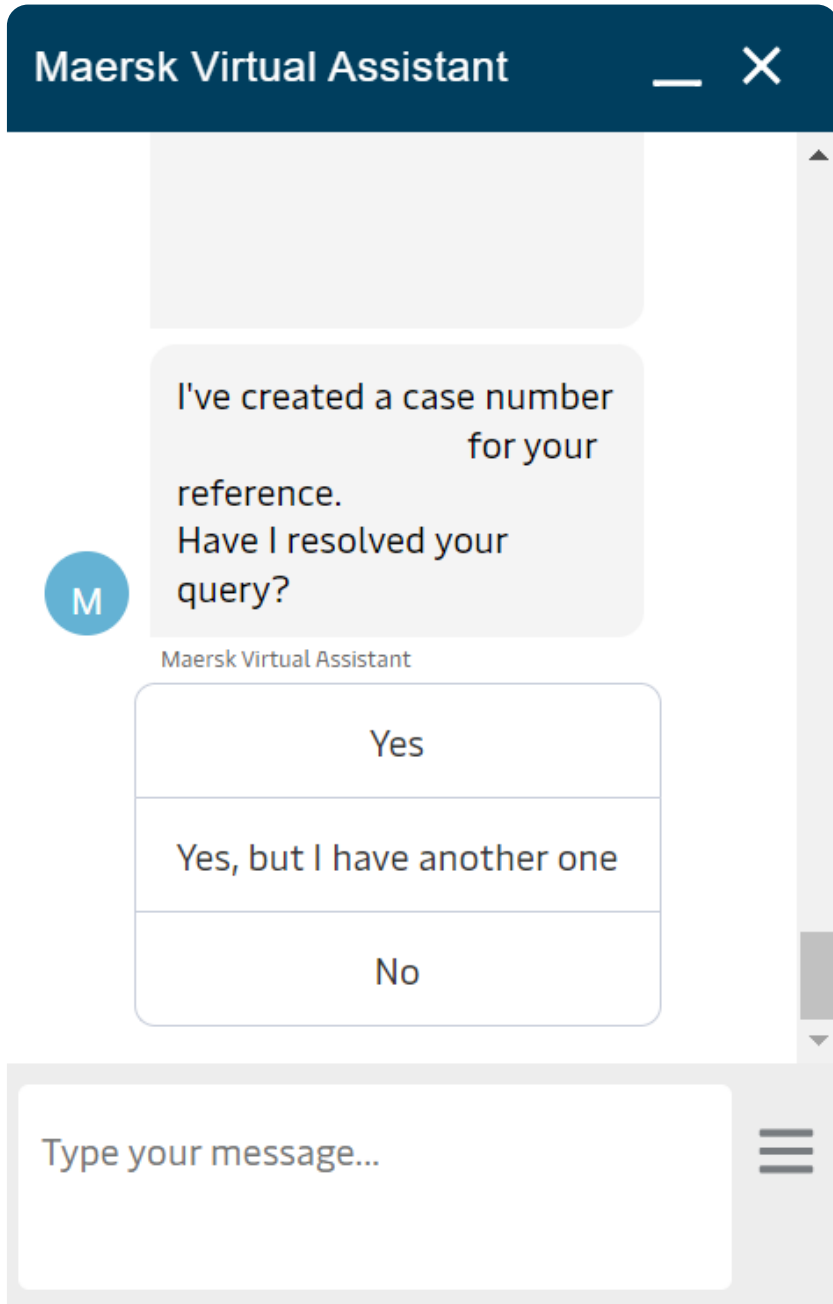 Maersk Virtual Assistant
I've created a case number
for your
reference.
Have I resolved your
query?
M
Maersk Virtual Assistant
Yes
Yes, but I have another one
No
Type your message...